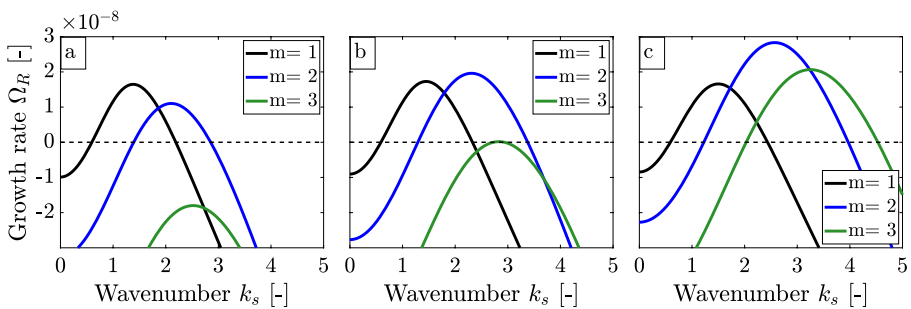 ×10⁻⁸
a
b
c
m= 1
m= 2
m= 3
m= 1
m= 2
m= 3
m= 1
m= 2
m= 3
Growth rate Ω_R [-]
3
2
1
0
-1
-2
0 1 2 3 4 5
0 1 2 3 4 5
0 1 2 3 4 5
Wavenumber k_s [-]
Wavenumber k_s [-]
Wavenumber k_s [-]